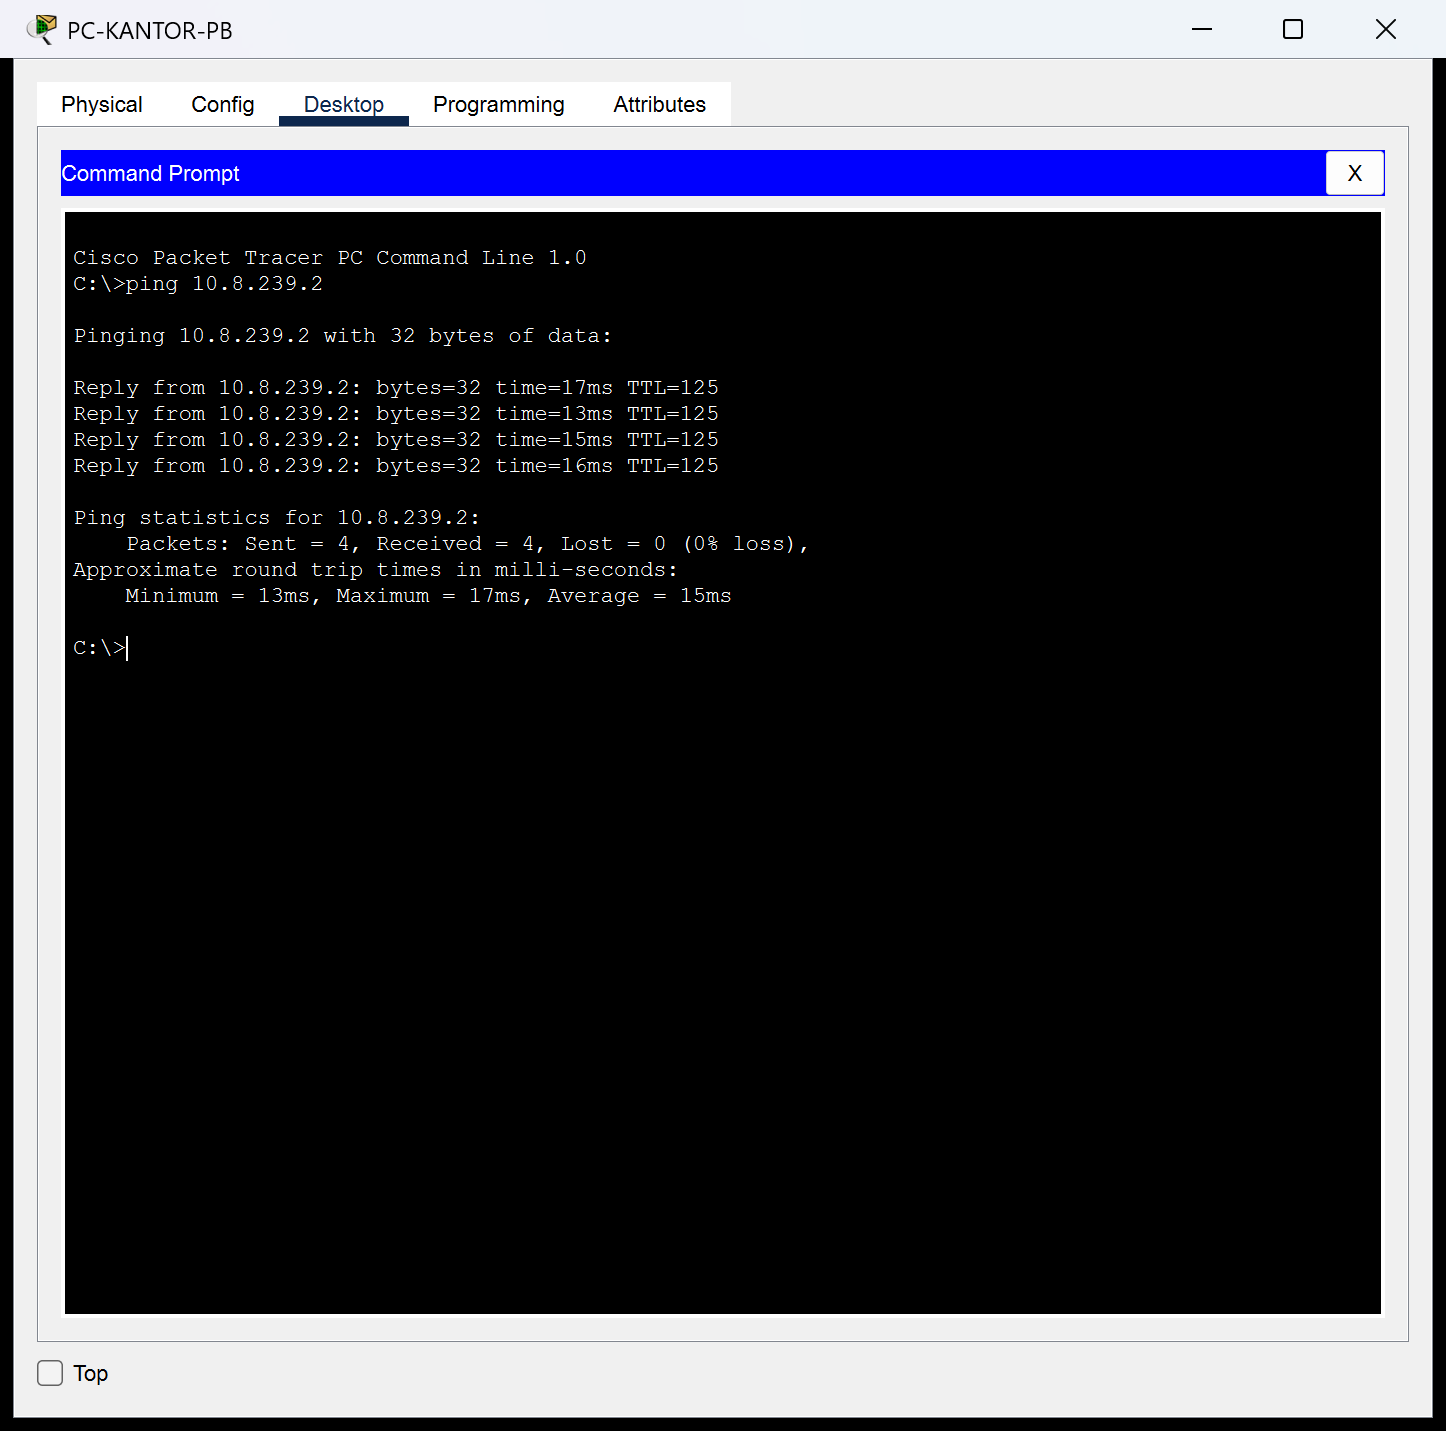 PC-KANTOR-PB
Physical Config Desktop Programming Attributes
Command Prompt X
Cisco Packet Tracer PC Command Line 1.0
C:\>ping 10.8.239.2
Pinging 10.8.239.2 with 32 bytes of data:
Reply from 10.8.239.2: bytes=32 time=17ms TTL=125
Reply from 10.8.239.2: bytes=32 time=13ms TTL=125
Reply from 10.8.239.2: bytes=32 time=15ms TTL=125
Reply from 10.8.239.2: bytes=32 time=16ms TTL=125
Ping statistics for 10.8.239.2:
    Packets: Sent = 4, Received = 4, Lost = 0 (0% loss),
Approximate round trip times in milli-seconds:
    Minimum = 13ms, Maximum = 17ms, Average = 15ms
C:\>
Top